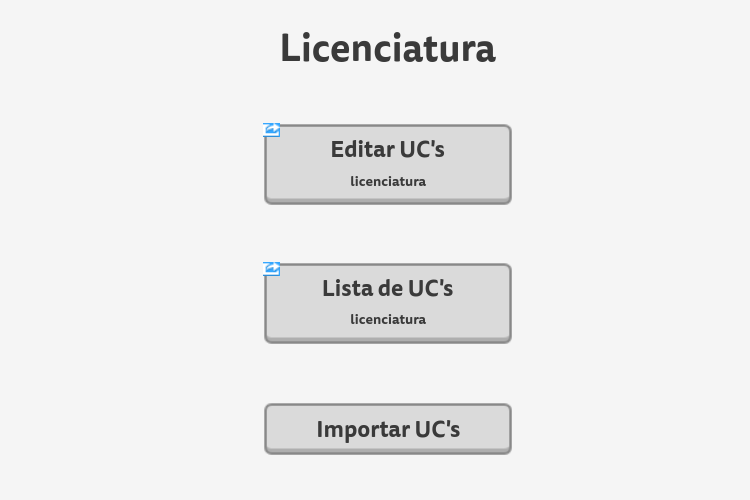 Licenciatura
Editar UC's
licenciatura
Lista de UC's
licenciatura
Importar UC's